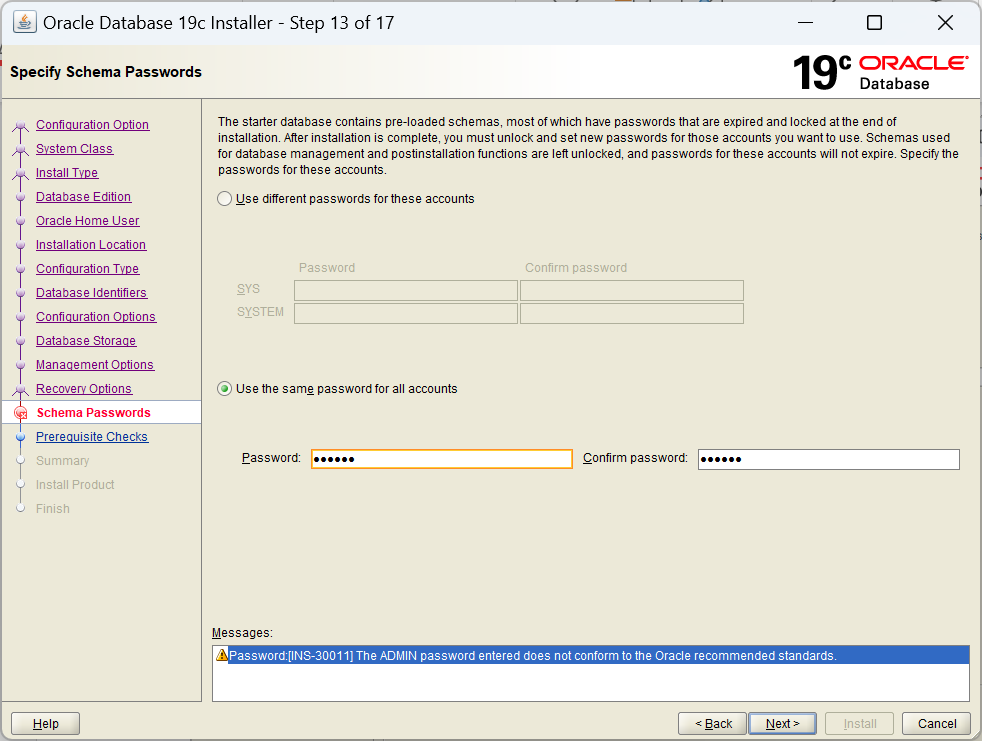 Oracle Database 19c Installer - Step 13 of 17
Specify Schema Passwords
19c ORACLE
Database
Configuration Option
System Class
Install Type
Database Edition
Oracle Home User
Installation Location
Configuration Type
Database Identifiers
Configuration Options
Database Storage
Management Options
Recovery Options
Schema Passwords
Prerequisite Checks
Summary
Install Product
Finish
The starter database contains pre-loaded schemas, most of which have passwords that are expired and locked at the end of
installation. After installation is complete, you must unlock and set new passwords for those accounts you want to use. Schemas used
for database management and postinstallation functions are left unlocked, and passwords for these accounts will not expire. Specify the
passwords for these accounts.
Use different passwords for these accounts
Password Confirm password
SYS
SYSTEM
Use the same password for all accounts
Password: •••••• Confirm password: ••••••
Messages:
Password:[INS-30011] The ADMIN password entered does not conform to the Oracle recommended standards.
Help < Back Next > Install Cancel